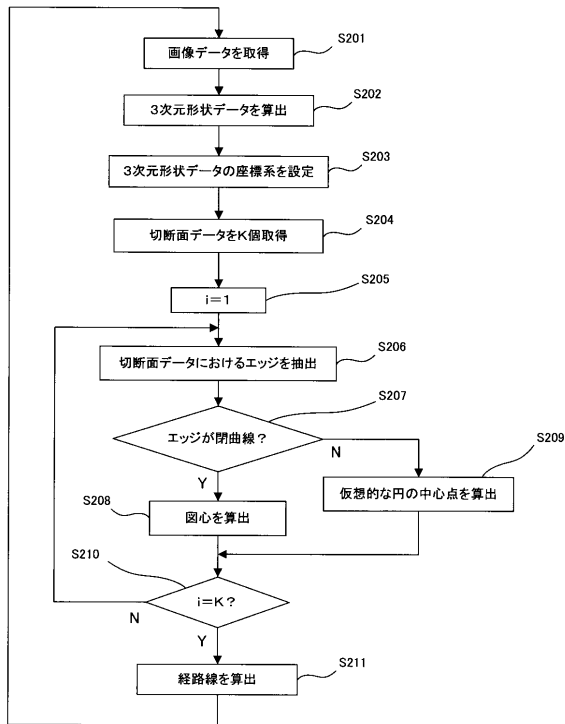 S201
画像データを取得
S202
3次元形状データを算出
S203
3次元形状データの座標系を設定
S204
切断面データをK個取得
S205
i=1
S206
切断面データにおけるエッジを抽出
S207
エッジが閉曲線?
N
Y
S209
仮想的な円の中心点を算出
S208
図心を算出
S210
i=K?
N
Y
S211
経路線を算出